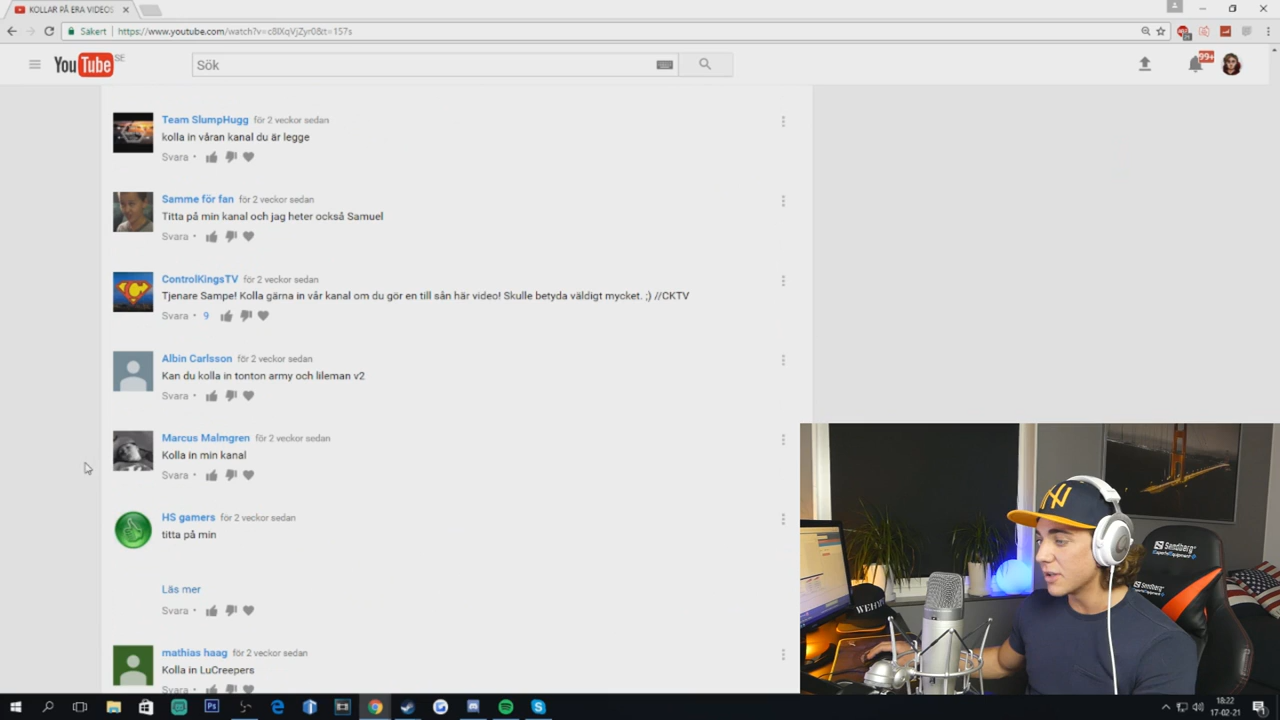 KOLLAR PÅ ERA VIDEOS
Säkert
https://www.youtube.com/watch?v=c8lXqVjZyr0&t=157s
YouTube SE
Sök
99+
Team SlumpHugg för 2 veckor sedan
kolla in våran kanal du är legge
Svara •
Samme för fan för 2 veckor sedan
Titta på min kanal och jag heter också Samuel
Svara •
ControlKingsTV för 2 veckor sedan
Tjenare Sampe! Kolla gärna in vår kanal om du gör en till sån här video! Skulle betyda väldigt mycket. ;) //CKTV
Svara • 9
Albin Carlsson för 2 veckor sedan
Kan du kolla in tonton army och lileman v2
Svara •
Marcus Malmgren för 2 veckor sedan
Kolla in min kanal
Svara •
HS gamers för 2 veckor sedan
titta på min
Läs mer
Svara •
mathias haag för 2 veckor sedan
Kolla in LuCreepers
Svara •
Sandberg
Sandberg
18:22
17-02-21